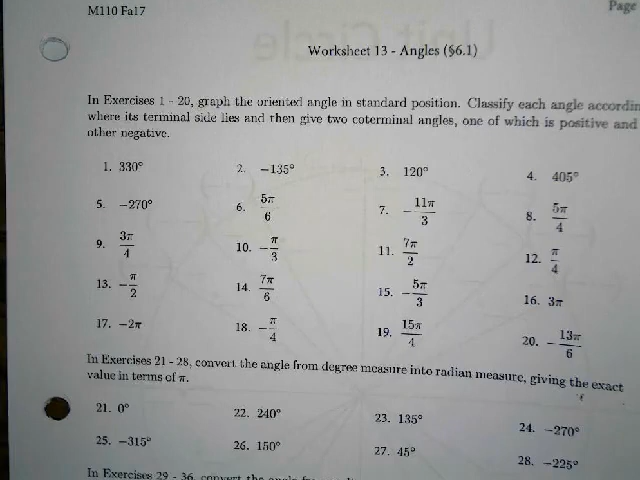 M110 Fa17
Page
Worksheet 13 - Angles (§6.1)
In Exercises 1 - 20, graph the oriented angle in standard position. Classify each angle accordin
where its terminal side lies and then give two coterminal angles, one of which is positive and
other negative.
1. 330° 2. −135° 3. 120° 4. 405°
5. −270° 6. 5π/6 7. −11π/3 8. 5π/4
9. 3π/4 10. −π/3 11. 7π/2 12. π/4
13. −π/2 14. 7π/6 15. −5π/3 16. 3π
17. −2π 18. −π/4 19. 15π/4 20. −13π/6
In Exercises 21 - 28, convert the angle from degree measure into radian measure, giving the exact
value in terms of π.
21. 0° 22. 240° 23. 135° 24. −270°
25. −315° 26. 150° 27. 45° 28. −225°
In Exercises 29 - 36, convert the angle